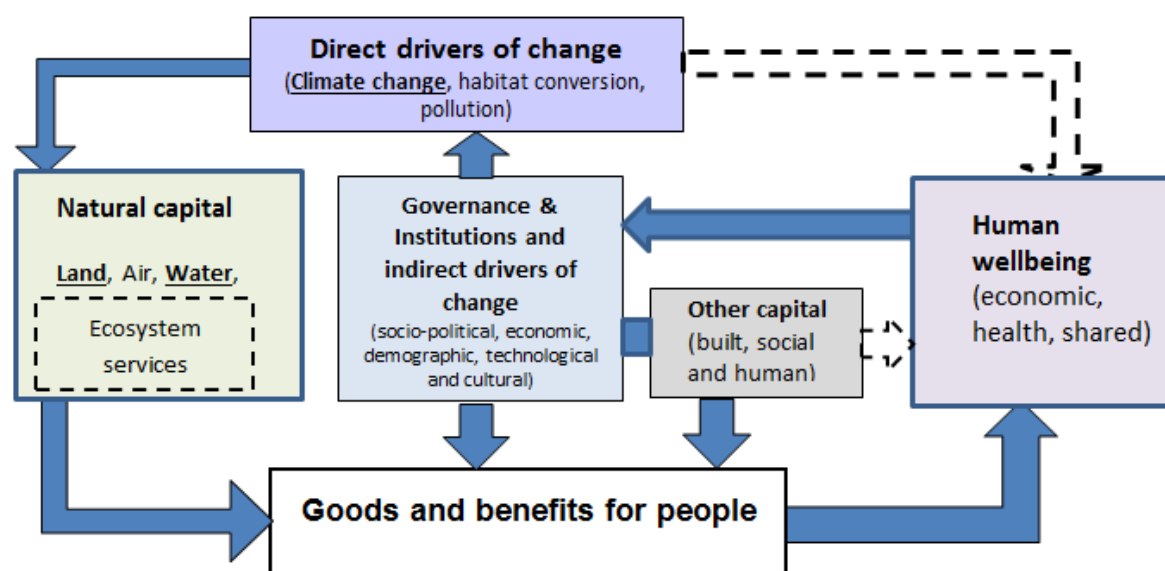 Direct drivers of change
(Climate change, habitat conversion,
pollution)
Natural capital
Land, Air, Water,
Ecosystem
services
Governance &
Institutions and
indirect drivers of
change
(socio-political, economic,
demographic, technological
and cultural)
Other capital
(built, social
and human)
Human
wellbeing
(economic,
health, shared)
Goods and benefits for people